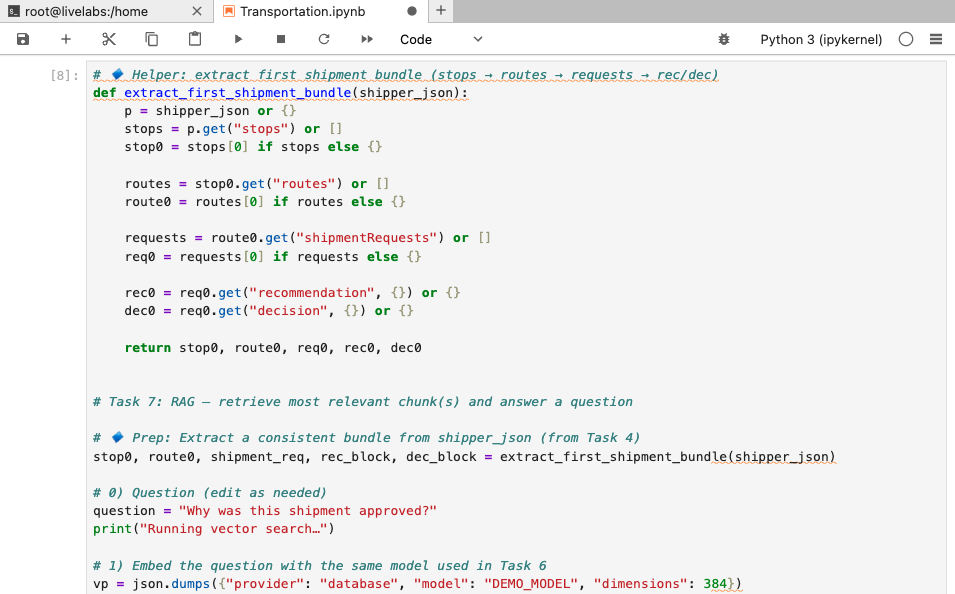 root@livelabs:/home
Transportation.ipynb
Code
Python 3 (ipykernel)
[8]:
# 🔷 Helper: extract first shipment bundle (stops → routes → requests → rec/dec)
def extract_first_shipment_bundle(shipper_json):
    p = shipper_json or {}
    stops = p.get("stops") or []
    stop0 = stops[0] if stops else {}

    routes = stop0.get("routes") or []
    route0 = routes[0] if routes else {}

    requests = route0.get("shipmentRequests") or []
    req0 = requests[0] if requests else {}

    rec0 = req0.get("recommendation", {}) or {}
    dec0 = req0.get("decision", {}) or {}

    return stop0, route0, req0, rec0, dec0

# Task 7: RAG – retrieve most relevant chunk(s) and answer a question

# 🔷 Prep: Extract a consistent bundle from shipper_json (from Task 4)
stop0, route0, shipment_req, rec_block, dec_block = extract_first_shipment_bundle(shipper_json)

# 0) Question (edit as needed)
question = "Why was this shipment approved?"
print("Running vector search…")

# 1) Embed the question with the same model used in Task 6
vp = json.dumps({"provider": "database", "model": "DEMO_MODEL", "dimensions": 384})